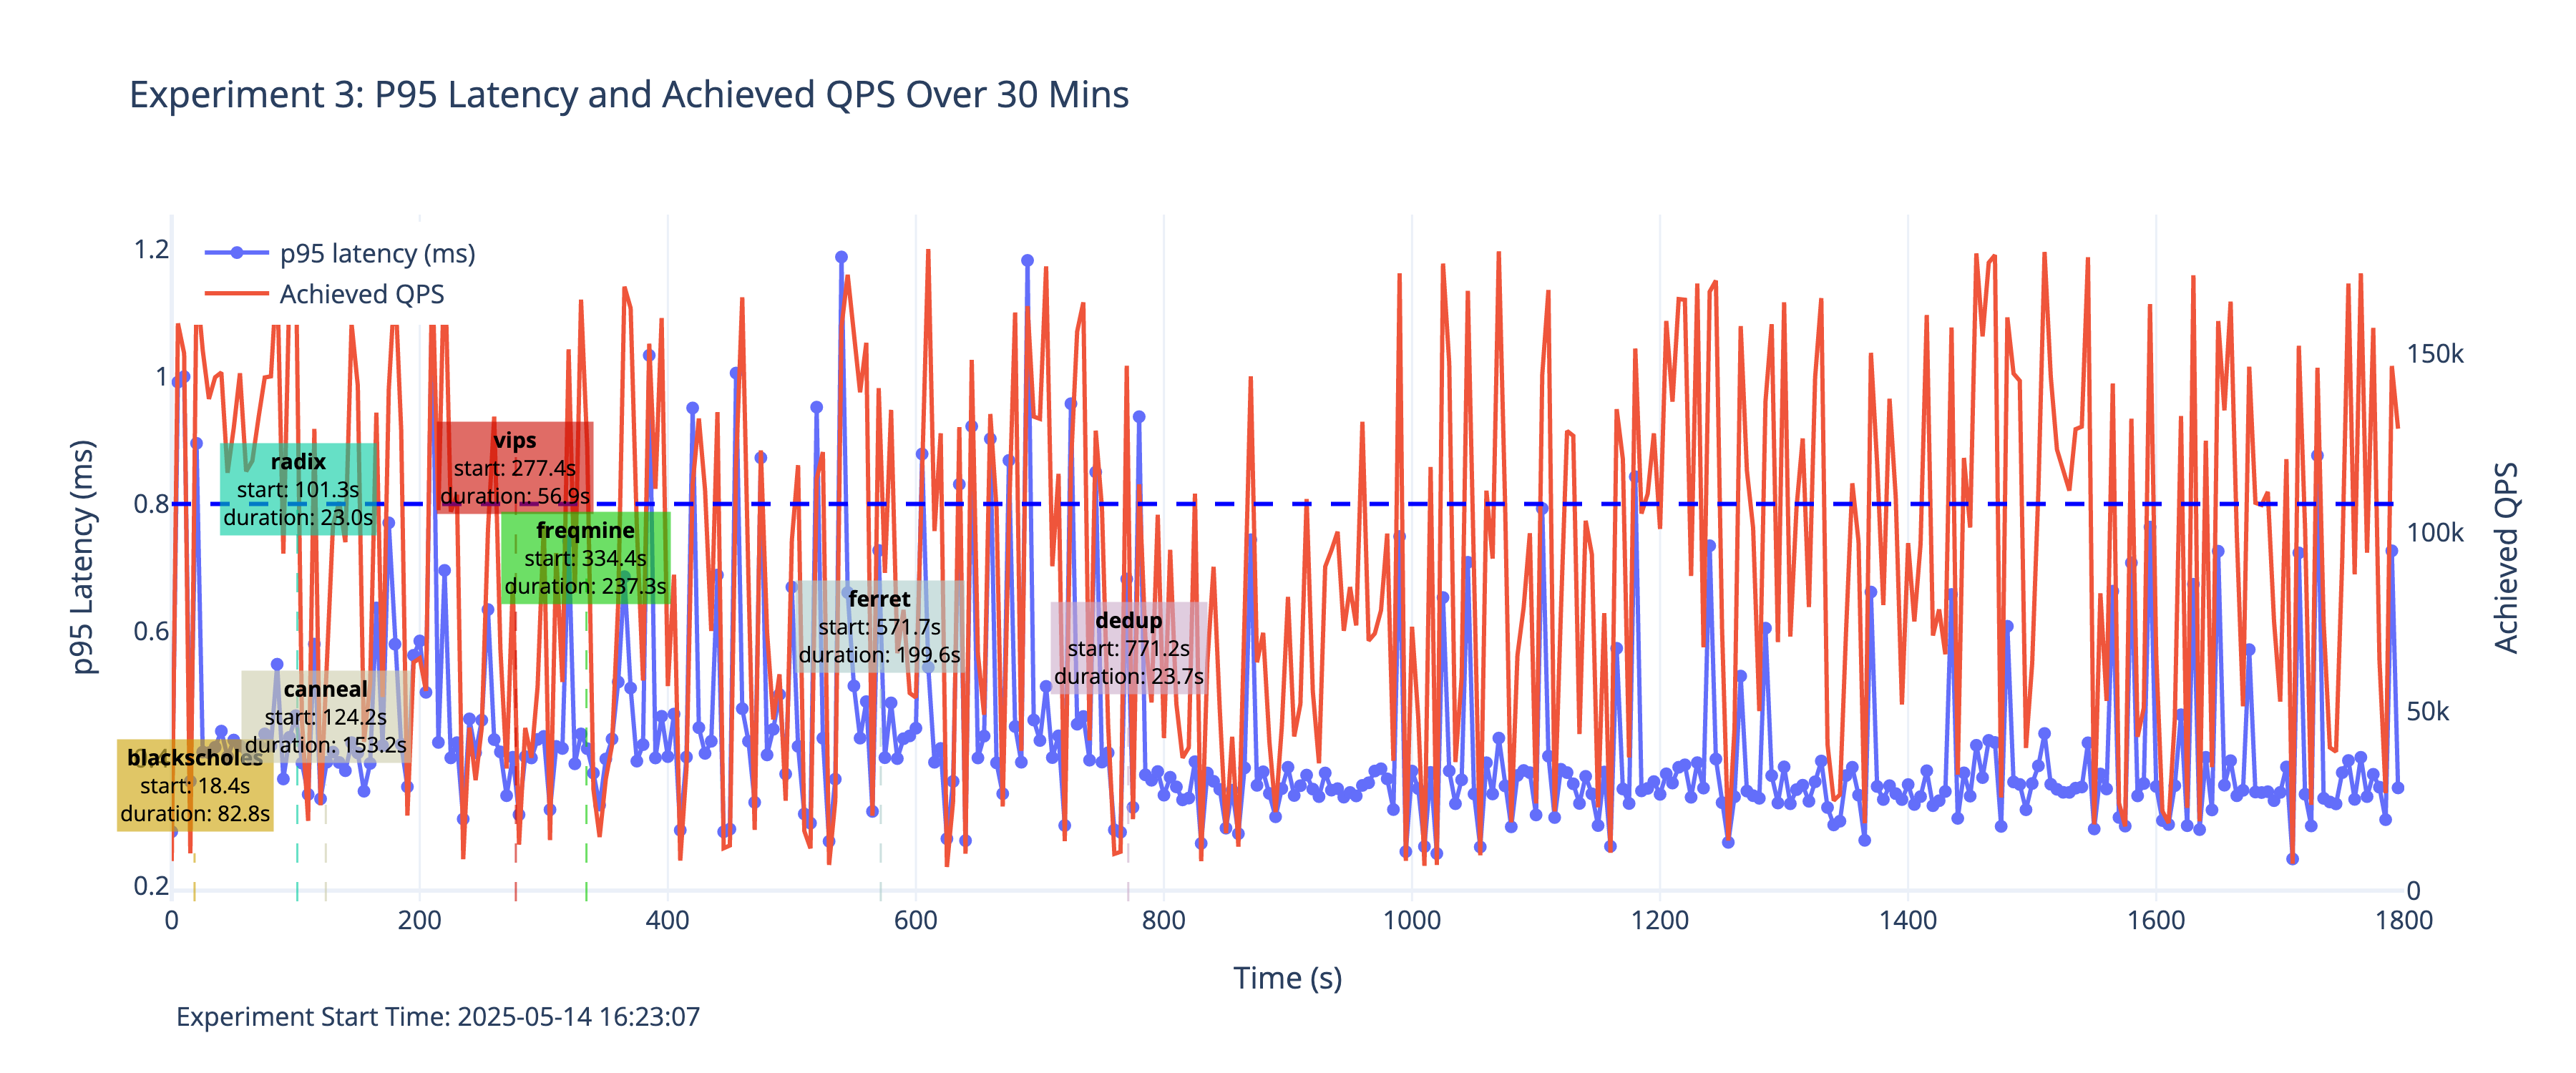 Experiment 3: P95 Latency and Achieved QPS Over 30 Mins
p95 latency (ms)
Achieved QPS
p95 Latency (ms)
1.2
1
0.8
0.6
0.4
0.2
Achieved QPS
150k
100k
50k
0
radix
start: 101.3s
duration: 23.0s
vips
start: 277.4s
duration: 56.9s
freqmine
start: 334.4s
duration: 237.3s
ferret
start: 571.7s
duration: 199.6s
dedup
start: 771.2s
duration: 23.7s
canneal
start: 124.2s
duration: 153.2s
blackscholes
start: 18.4s
duration: 82.8s
0
200
400
600
800
1000
1200
1400
1600
1800
Time (s)
Experiment Start Time: 2025-05-14 16:23:07